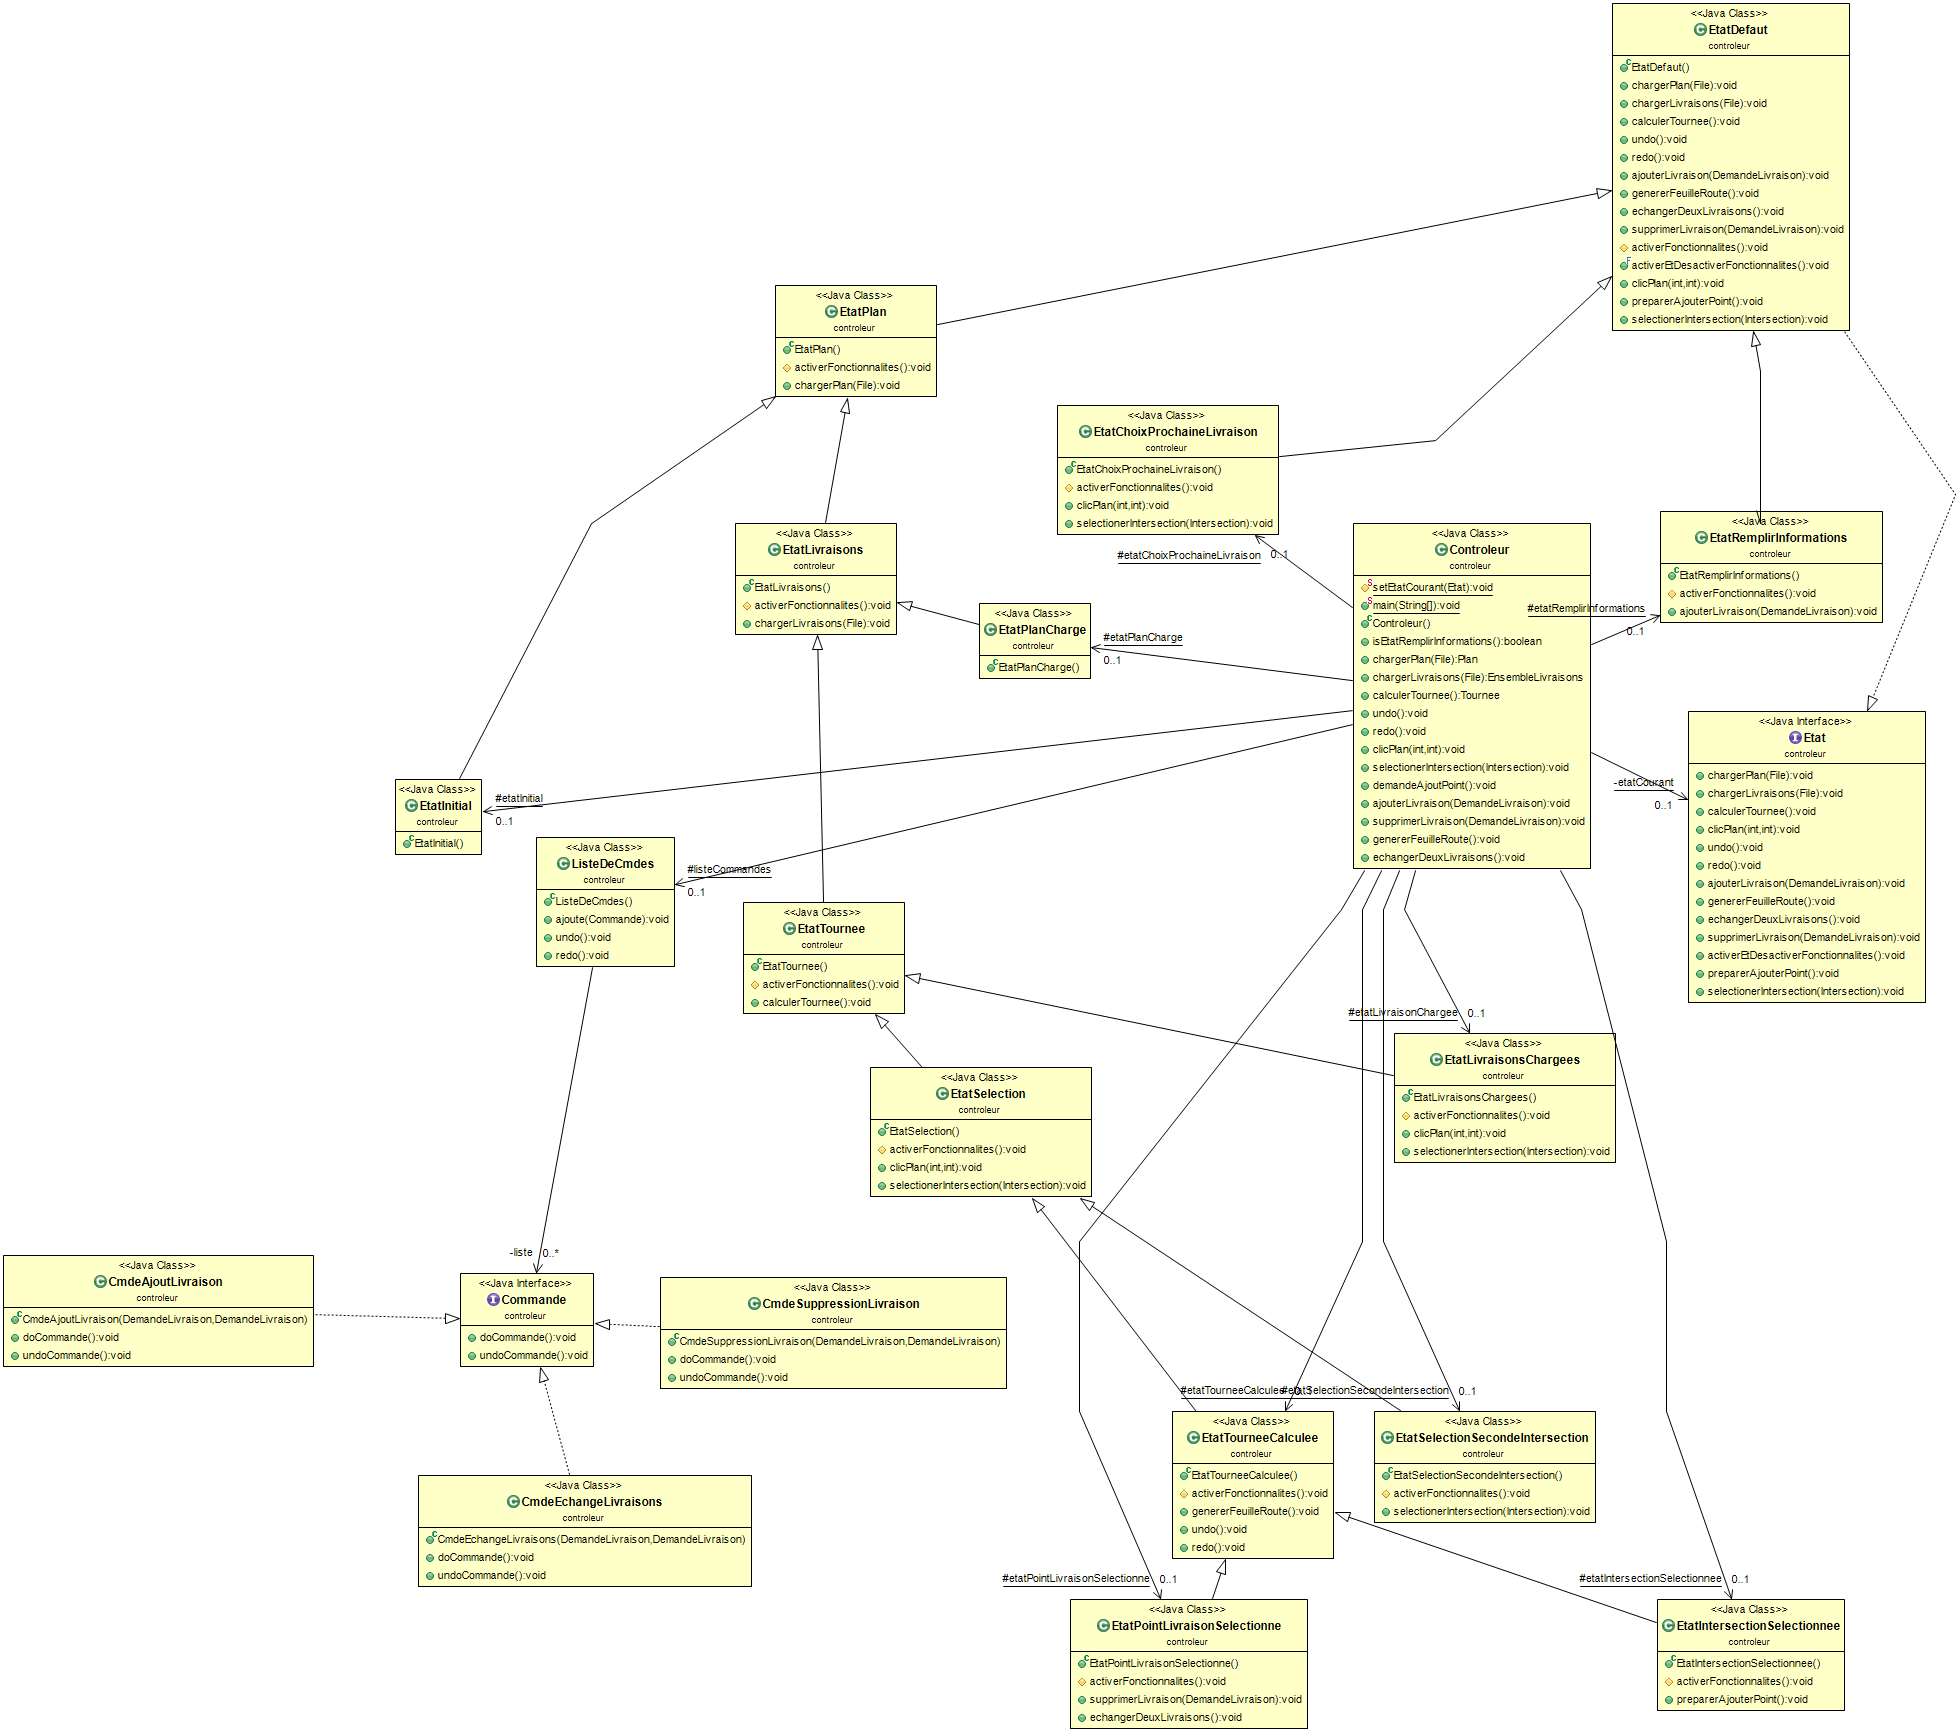 <<Java Class>>
EtatDefaut
controleur
EtatDefaut()
chargerPlan(File):void
chargerLivraisons(File):void
calculerTournee():void
undo():void
redo():void
ajouterLivraison(DemandeLivraison):void
genererFeuilleRoute():void
echangerDeuxLivraisons():void
supprimerLivraison(DemandeLivraison):void
activerFonctionnalites():void
activerEtDesactiverFonctionnalites():void
clicPlan(int,int):void
preparerAjouterPoint():void
selectionerIntersection(Intersection):void
<<Java Class>>
EtatPlan
controleur
EtatPlan()
activerFonctionnalites():void
chargerPlan(File):void
<<Java Class>>
EtatChoixProchaineLivraison
controleur
EtatChoixProchaineLivraison()
activerFonctionnalites():void
clicPlan(int,int):void
selectionerIntersection(Intersection):void
<<Java Class>>
EtatLivraisons
controleur
EtatLivraisons()
activerFonctionnalites():void
chargerLivraisons(File):void
<<Java Class>>
EtatPlanCharge
controleur
EtatPlanCharge()
#etatChoixProchaineLivraison 0..1
#etatPlanCharge
0..1
<<Java Class>>
Controleur
controleur
setEtatCourant(Etat):void
main(String[]):void
Controleur()
isEtatRemplirInformations():boolean
chargerPlan(File):Plan
chargerLivraisons(File):EnsembleLivraisons
calculerTournee():Tournee
undo():void
redo():void
clicPlan(int,int):void
selectionerIntersection(Intersection):void
demandeAjoutPoint():void
ajouterLivraison(DemandeLivraison):void
supprimerLivraison(DemandeLivraison):void
genererFeuilleRoute():void
echangerDeuxLivraisons():void
<<Java Class>>
EtatRemplirInformations
controleur
EtatRemplirInformations()
activerFonctionnalites():void
ajouterLivraison(DemandeLivraison):void
#etatRemplirInformations
0..1
<<Java Interface>>
Etat
controleur
chargerPlan(File):void
chargerLivraisons(File):void
calculerTournee():void
clicPlan(int,int):void
undo():void
redo():void
ajouterLivraison(DemandeLivraison):void
genererFeuilleRoute():void
echangerDeuxLivraisons():void
supprimerLivraison(DemandeLivraison):void
activerEtDesactiverFonctionnalites():void
preparerAjouterPoint():void
selectionerIntersection(Intersection):void
-etatCourant
0..1
<<Java Class>>
EtatInitial
controleur
EtatInitial()
#etatInitial
0..1
<<Java Class>>
ListeDeCmdes
controleur
ListeDeCmdes()
ajoute(Commande):void
undo():void
redo():void
#listeCommandes
0..1
<<Java Class>>
EtatTournee
controleur
EtatTournee()
activerFonctionnalites():void
calculerTournee():void
#etatLivraisonChargee 0..1
<<Java Class>>
EtatLivraisonsChargees
controleur
EtatLivraisonsChargees()
activerFonctionnalites():void
clicPlan(int,int):void
selectionerIntersection(Intersection):void
<<Java Class>>
EtatSelection
controleur
EtatSelection()
activerFonctionnalites():void
clicPlan(int,int):void
selectionerIntersection(Intersection):void
-liste 0..*
<<Java Class>>
CmdeAjoutLivraison
controleur
CmdeAjoutLivraison(DemandeLivraison,DemandeLivraison)
doCommande():void
undoCommande():void
<<Java Interface>>
Commande
controleur
doCommande():void
undoCommande():void
<<Java Class>>
CmdeSuppressionLivraison
controleur
CmdeSuppressionLivraison(DemandeLivraison,DemandeLivraison)
doCommande():void
undoCommande():void
<<Java Class>>
CmdeEchangeLivraisons
controleur
CmdeEchangeLivraisons(DemandeLivraison,DemandeLivraison)
doCommande():void
undoCommande():void
#etatTourneeCalculee 0..1
#etatSelectionSecondeIntersection 0..1
<<Java Class>>
EtatTourneeCalculee
controleur
EtatTourneeCalculee()
activerFonctionnalites():void
genererFeuilleRoute():void
undo():void
redo():void
<<Java Class>>
EtatSelectionSecondeIntersection
controleur
EtatSelectionSecondeIntersection()
activerFonctionnalites():void
selectionerIntersection(Intersection):void
#etatPointLivraisonSelectionne 0..1
<<Java Class>>
EtatPointLivraisonSelectionne
controleur
EtatPointLivraisonSelectionne()
activerFonctionnalites():void
supprimerLivraison(DemandeLivraison):void
echangerDeuxLivraisons():void
#etatIntersectionSelectionnee 0..1
<<Java Class>>
EtatIntersectionSelectionnee
controleur
EtatIntersectionSelectionnee()
activerFonctionnalites():void
preparerAjouterPoint():void